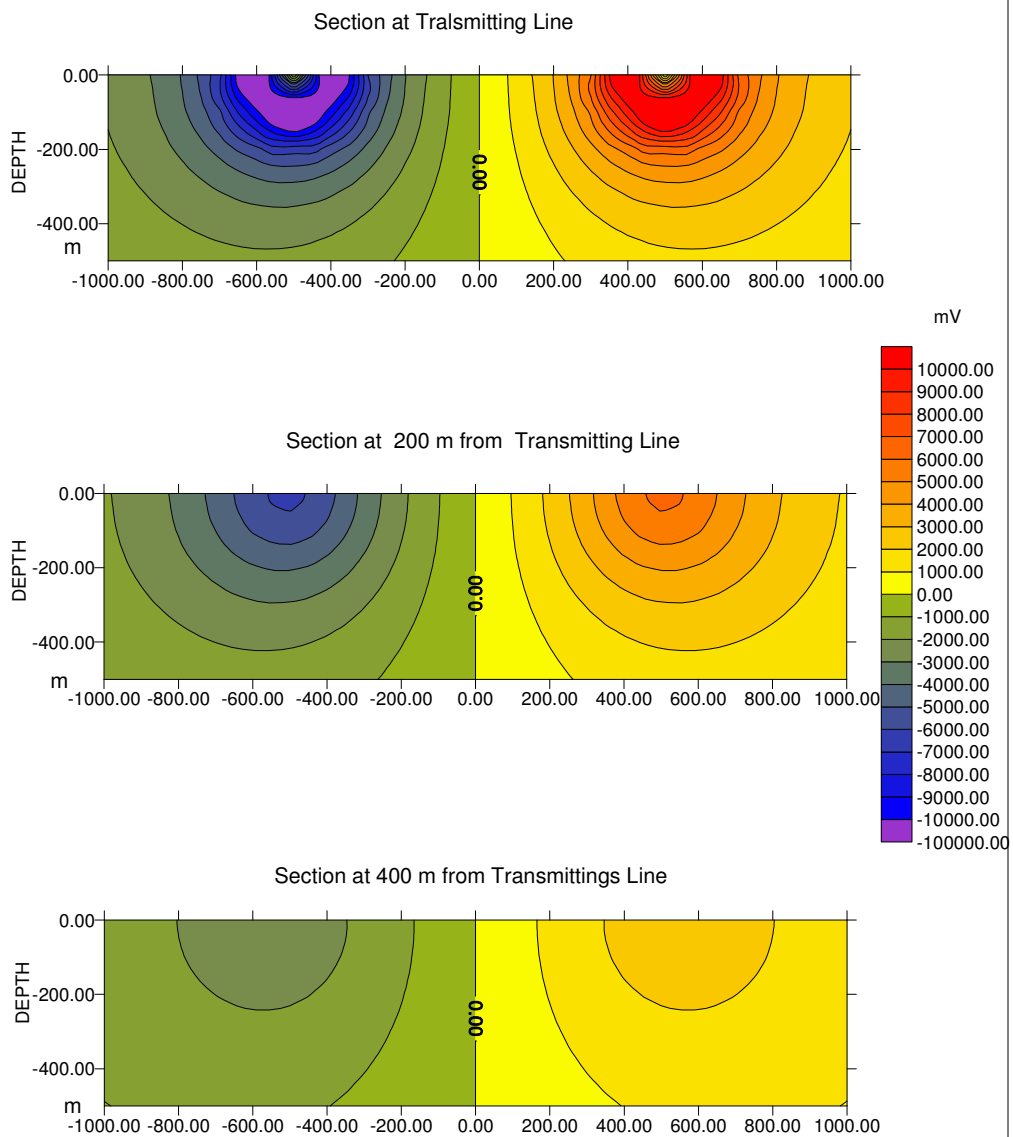 Section at Tralsmitting Line
0.00
-200.00
-400.00
DEPTH
m
0.00
-1000.00 -800.00 -600.00 -400.00 -200.00 0.00 200.00 400.00 600.00 800.00 1000.00
mV
10000.00
9000.00
8000.00
7000.00
6000.00
5000.00
4000.00
3000.00
2000.00
1000.00
0.00
-1000.00
-2000.00
-3000.00
-4000.00
-5000.00
-6000.00
-7000.00
-8000.00
-9000.00
-10000.00
-100000.00
Section at 200 m from Transmitting Line
0.00
-200.00
-400.00
DEPTH
m
0.00
-1000.00 -800.00 -600.00 -400.00 -200.00 0.00 200.00 400.00 600.00 800.00 1000.00
Section at 400 m from Transmittings Line
0.00
-200.00
-400.00
DEPTH
m
0.00
-1000.00 -800.00 -600.00 -400.00 -200.00 0.00 200.00 400.00 600.00 800.00 1000.00